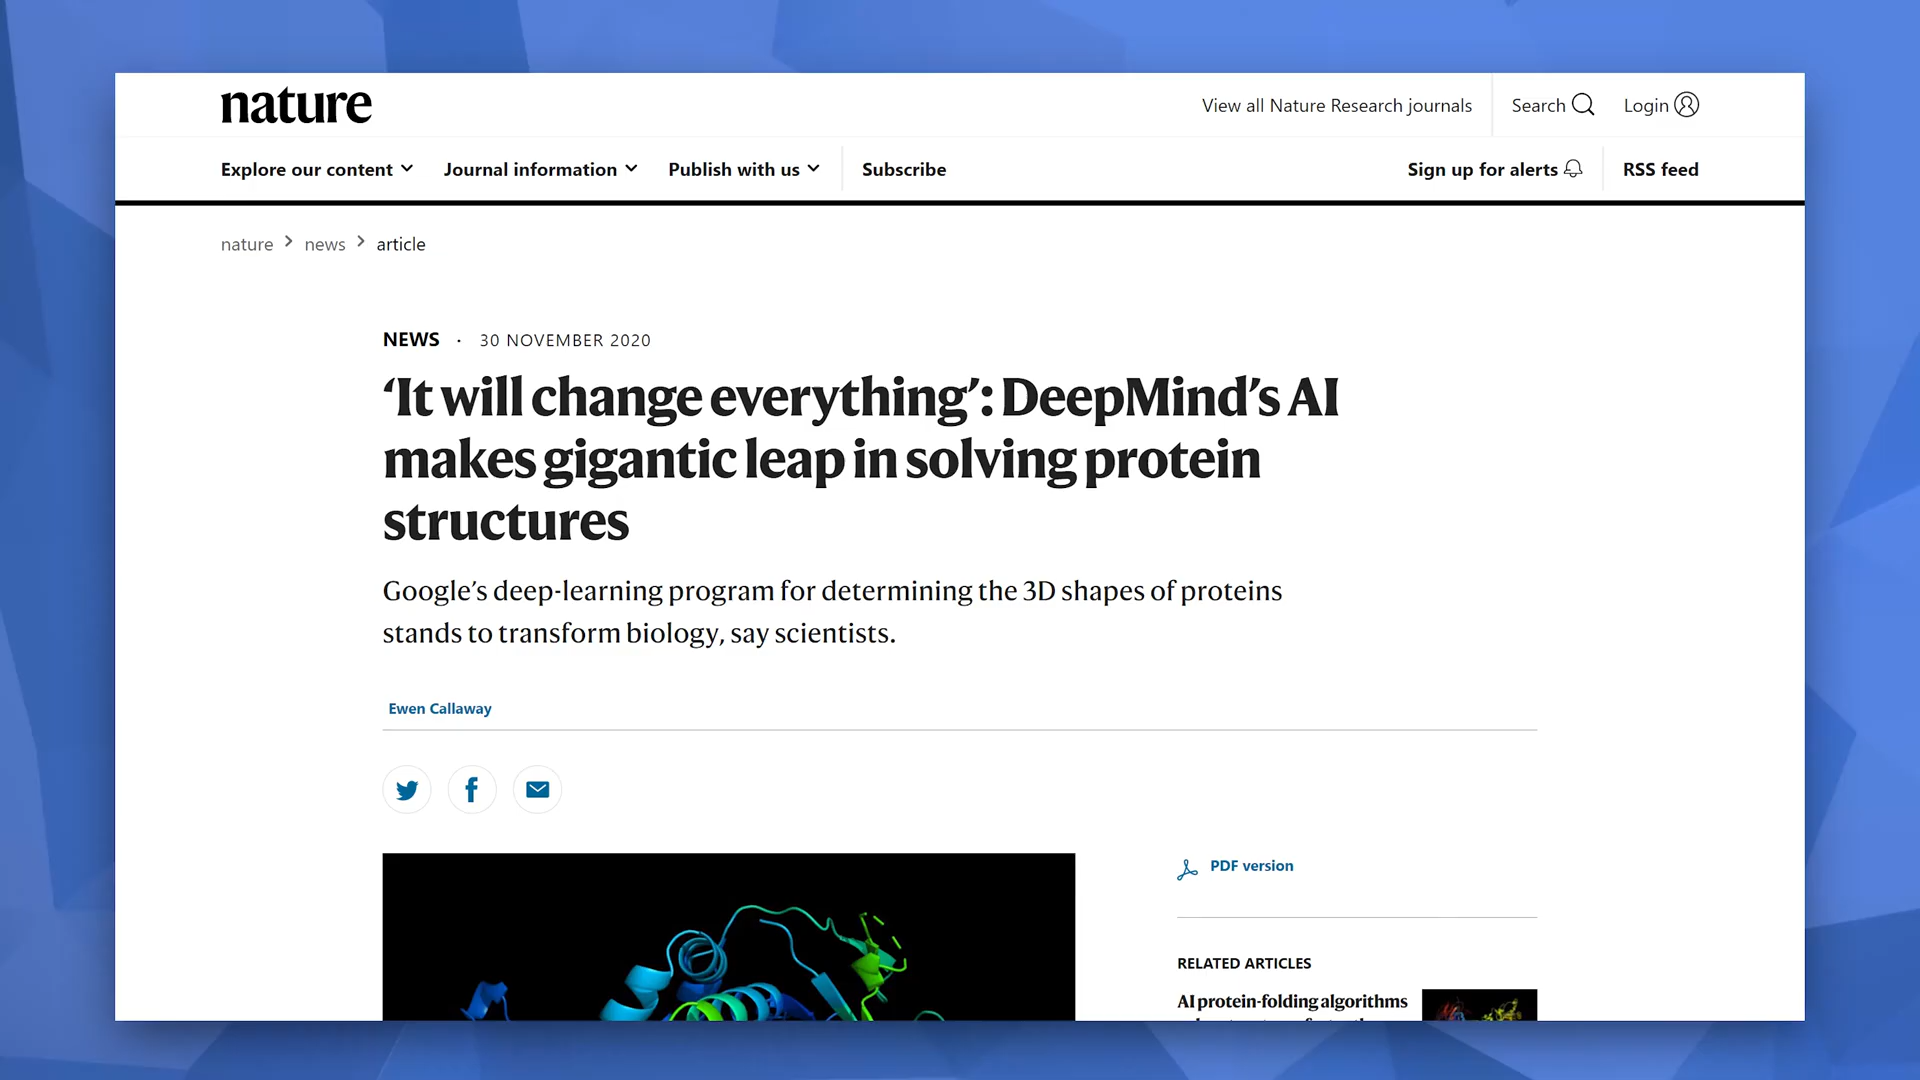 nature
View all Nature Research journals
Search
Login
Explore our content
Journal information
Publish with us
Subscribe
Sign up for alerts
RSS feed
nature > news > article
NEWS · 30 NOVEMBER 2020
‘It will change everything’: DeepMind’s AI
makes gigantic leap in solving protein
structures
Google’s deep-learning program for determining the 3D shapes of proteins
stands to transform biology, say scientists.
Ewen Callaway
PDF version
RELATED ARTICLES
AI protein-folding algorithms